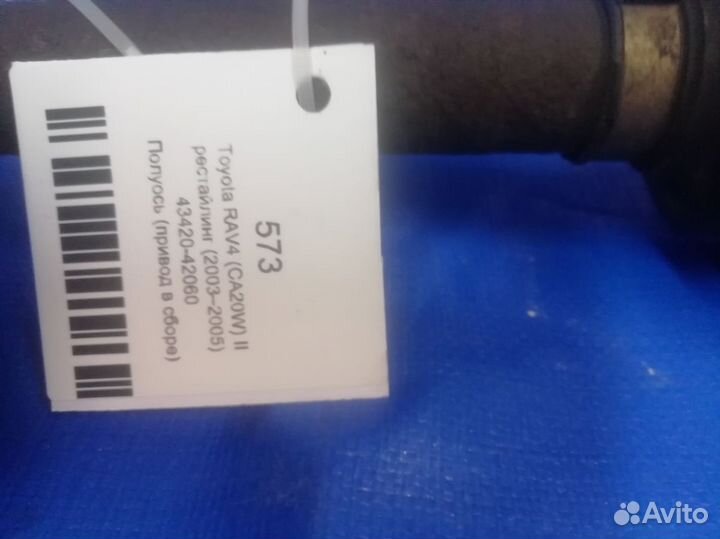 573
Toyota RAV4 (CA20W) II
рестайлинг (2003–2005)
43420-42060
Полуось (привод в сборе)
Avito